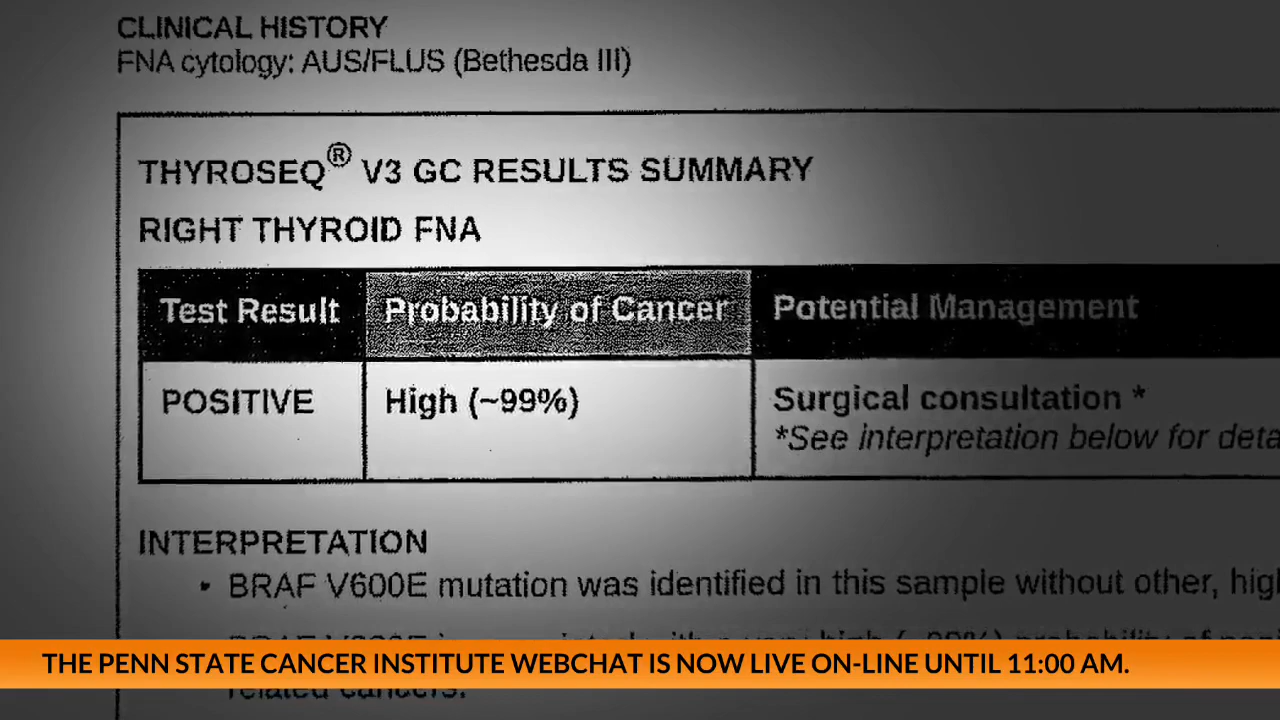 CLINICAL HISTORY
FNA cytology: AUS/FLUS (Bethesda III)
THYROSEQ® V3 GC RESULTS SUMMARY
RIGHT THYROID FNA
Test Result Probability of Cancer Potential Management
POSITIVE High (~99%) Surgical consultation *
*See interpretation below for deta
INTERPRETATION
• BRAF V600E mutation was identified in this sample without other, hig
THE PENN STATE CANCER INSTITUTE WEBCHAT IS NOW LIVE ON-LINE UNTIL 11:00 AM.
related cancers.